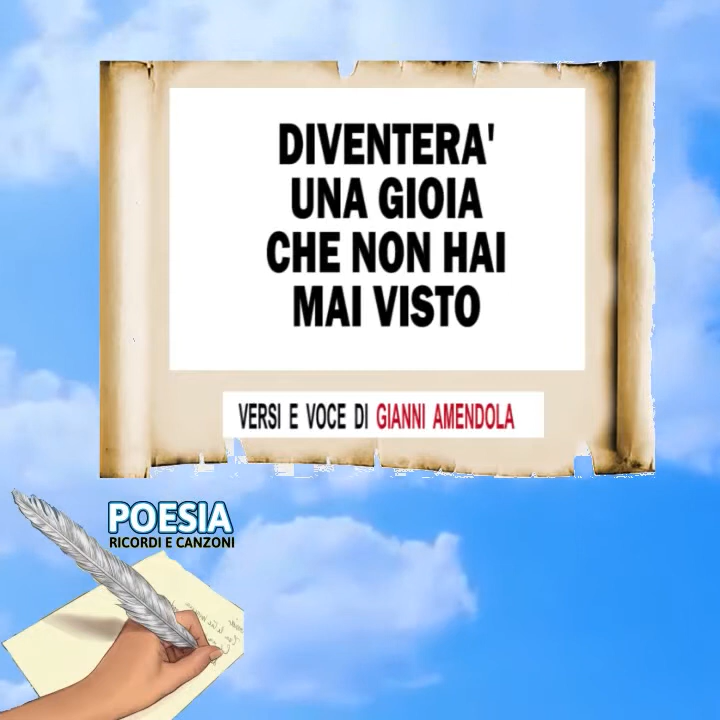 DIVENTERA'
UNA GIOIA
CHE NON HAI
MAI VISTO
VERSI E VOCE DI GIANNI AMENDOLA
POESIA
RICORDI E CANZONI